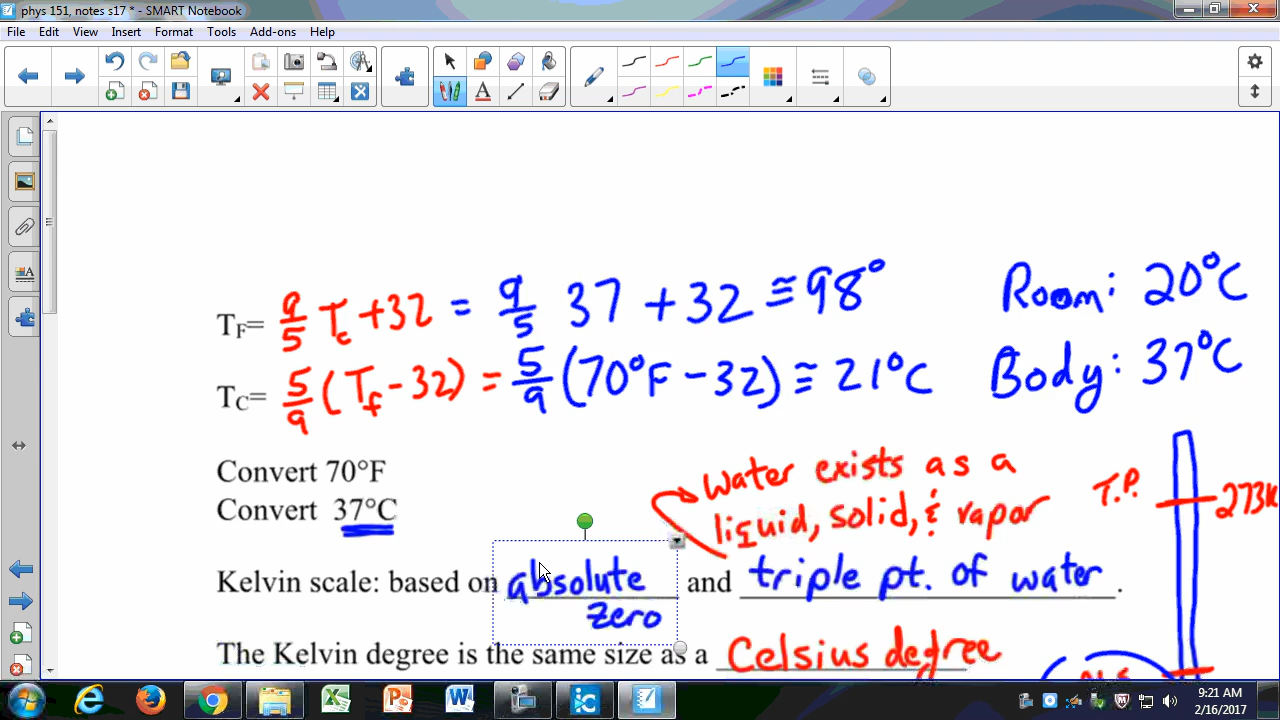 phys 151, notes s17 * - SMART Notebook
File Edit View Insert Format Tools Add-ons Help
TF= 9/5 Tc + 32 = 9/5 37 + 32 ≅ 98°
Room: 20°C
TC= 5/9 (Tf - 32) = 5/9 (70°F - 32) ≅ 21°C
Body: 37°C
Convert 70°F
Convert 37°C
water exists as a
liquid, solid, & vapor
T.P.
273K
Kelvin scale: based on absolute zero and triple pt. of water.
The Kelvin degree is the same size as a Celsius degree
9:21 AM
2/16/2017